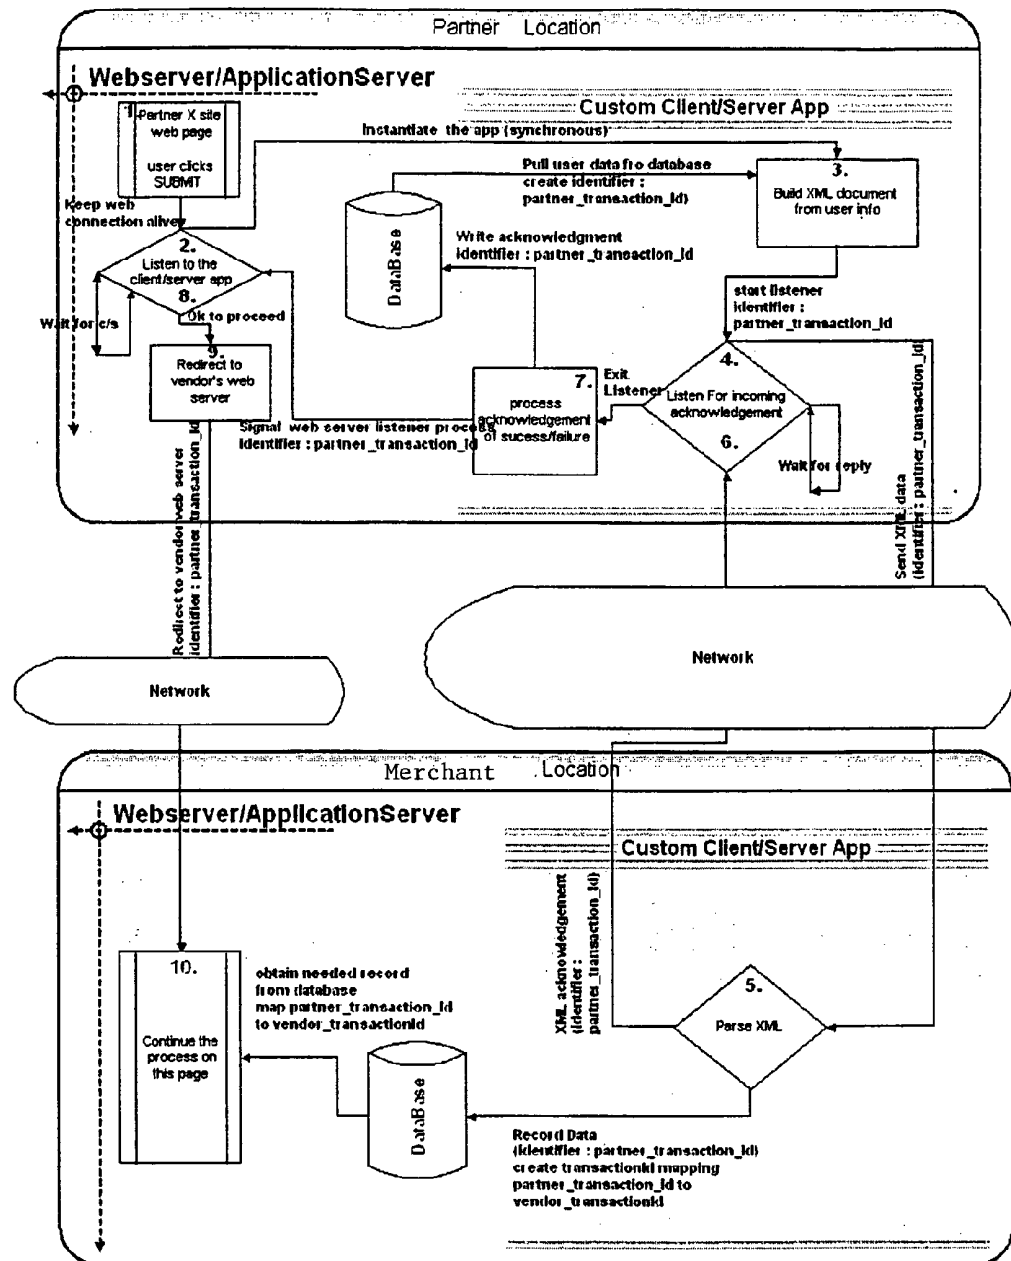 Partner Location
Webserver/ApplicationServer
Custom Client/Server App
1
Partner X site
web page
user clicks
SUBMIT
Instantiate the app (synchronous)
Pull user data fro database
create identifier :
partner_transaction_id)
3.
Build XML document
from user info
Keep web
connection alive
DataBase
Write acknowledgment
identifier : partner_transaction_id
2.
Listen to the
client/server app
8.
Wait for c/s
Ok to proceed
start listener
identifier :
partner_transaction_id
9.
Redirect to
vendor's web
server
7.
process
acknowledgement
of sucess/failure
Exit
Listener
4.
Listen For incoming
acknowledgement
6.
Wait for reply
Signal web server listener process
identifier : partner_transaction_id
Send XML data
(identifier : partner_transaction_id)
Redirect to vendor web server
identifier : partner_transaction_id
Network
Network
Merchant Location
Webserver/ApplicationServer
Custom Client/Server App
XML acknowledgement
(identifier :
partner_transaction_id)
10.
Continue the
process on
this page
obtain needed record
from database
map partner_transaction_id
to vendor_transactionId
5.
Parse XML
DataBase
Record Data
(identifier : partner_transaction_id)
create transactionId mapping
partner_transaction_id to
vendor_transactionId